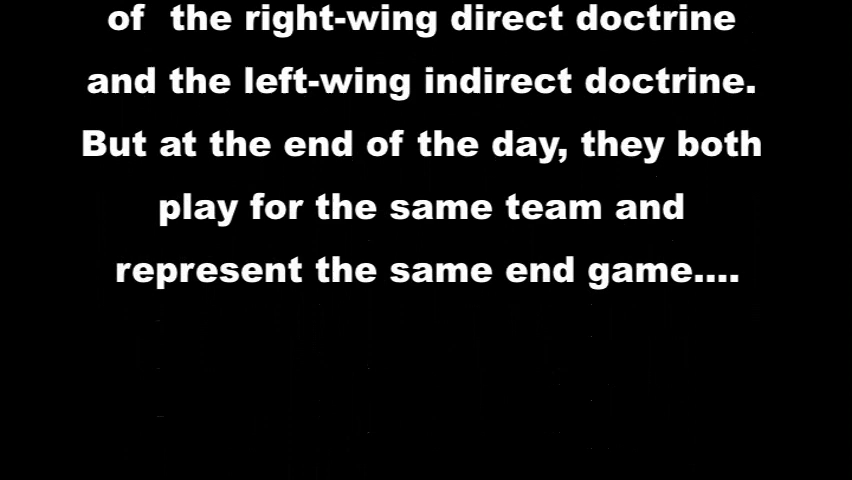 of the right-wing direct doctrine
and the left-wing indirect doctrine.
But at the end of the day, they both
play for the same team and
represent the same end game....